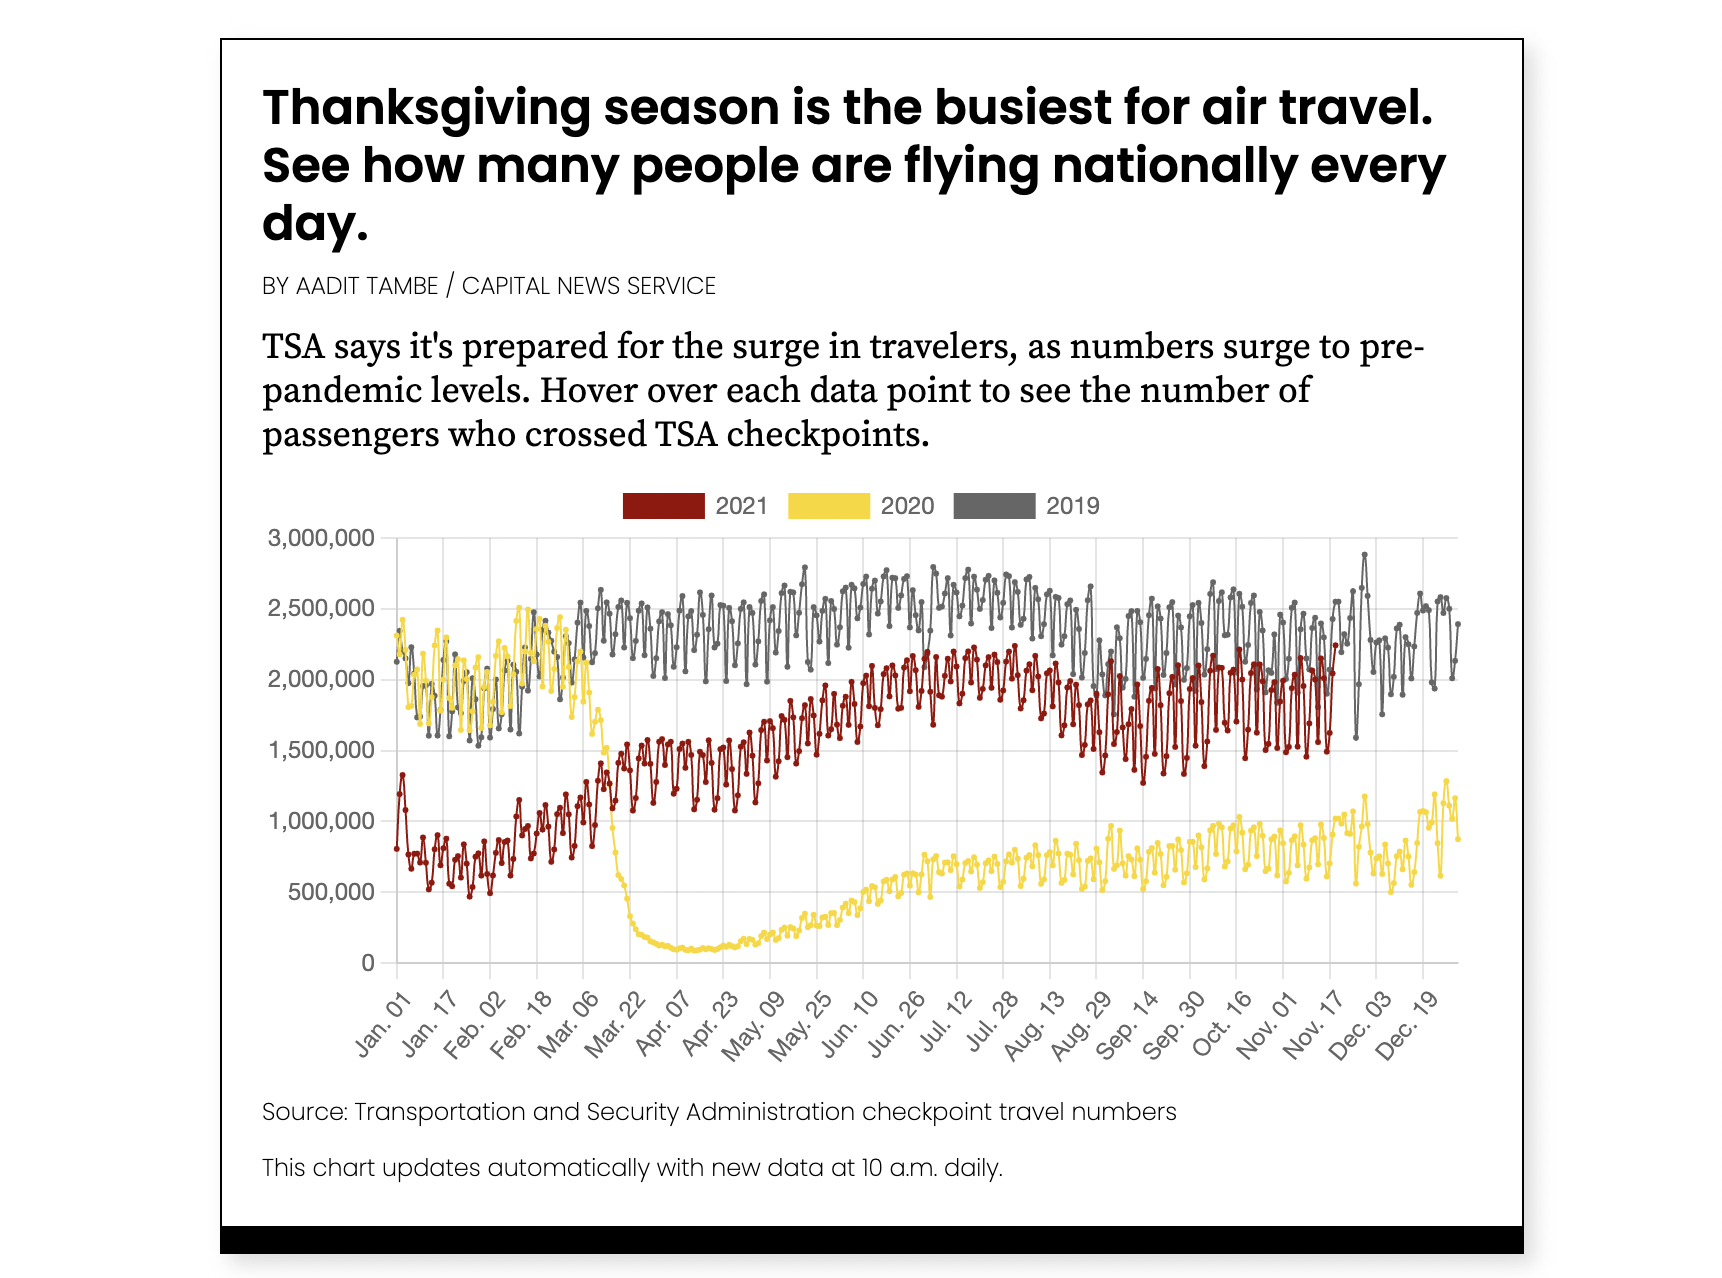 Thanksgiving season is the busiest for air travel.
See how many people are flying nationally every
day.
BY AADIT TAMBE / CAPITAL NEWS SERVICE
TSA says it's prepared for the surge in travelers, as numbers surge to pre-
pandemic levels. Hover over each data point to see the number of
passengers who crossed TSA checkpoints.
2021 2020 2019
3,000,000
2,500,000
2,000,000
1,500,000
1,000,000
500,000
0
Jan. 01 Jan. 17 Feb. 02 Feb. 18 Mar. 06 Mar. 22 Apr. 07 Apr. 23 May. 09 May. 25 Jun. 10 Jun. 26 Jul. 12 Jul. 28 Aug. 13 Aug. 29 Sep. 14 Sep. 30 Oct. 16 Nov. 01 Nov. 17 Dec. 03 Dec. 19
Source: Transportation and Security Administration checkpoint travel numbers
This chart updates automatically with new data at 10 a.m. daily.